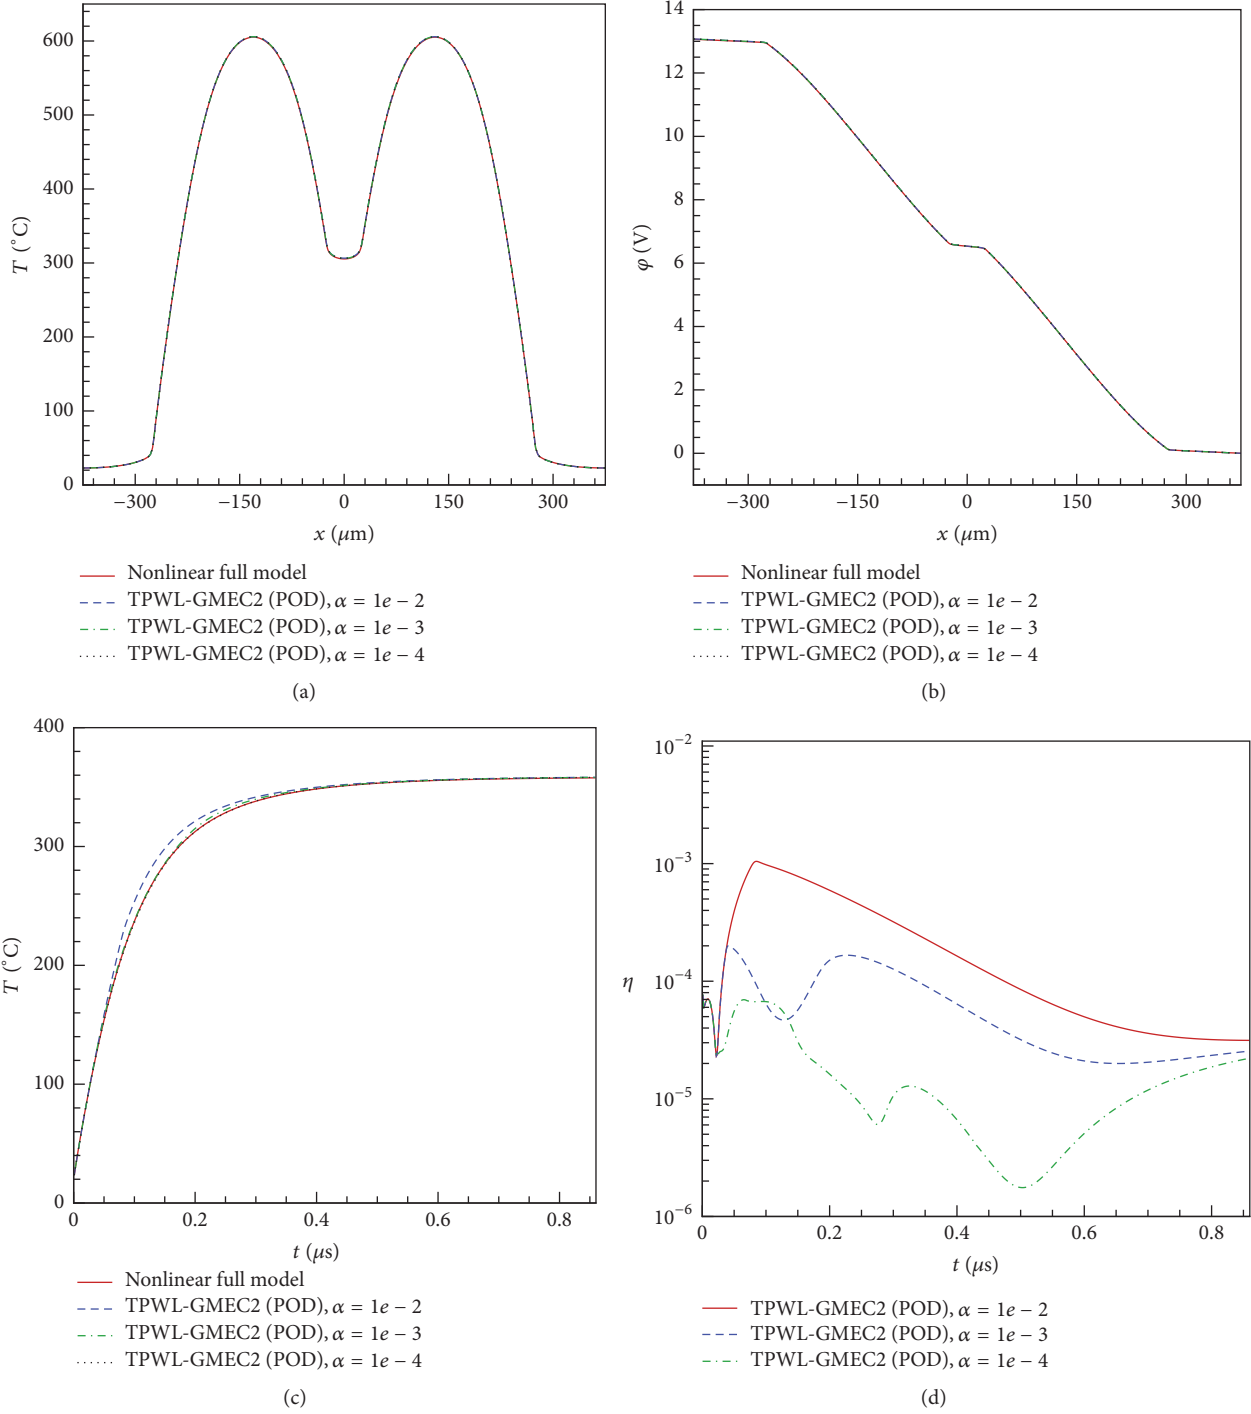 600
500
400
300
200
100
0
T (°C)
−300
−150
0
150
300
x (μm)
Nonlinear full model
TPWL-GMEC2 (POD), α = 1e − 2
TPWL-GMEC2 (POD), α = 1e − 3
TPWL-GMEC2 (POD), α = 1e − 4
(a)
14
12
10
8
6
4
2
0
φ (V)
−300
−150
0
150
300
x (μm)
Nonlinear full model
TPWL-GMEC2 (POD), α = 1e − 2
TPWL-GMEC2 (POD), α = 1e − 3
TPWL-GMEC2 (POD), α = 1e − 4
(b)
400
300
200
100
0
T (°C)
0
0.2
0.4
0.6
0.8
t (μs)
Nonlinear full model
TPWL-GMEC2 (POD), α = 1e − 2
TPWL-GMEC2 (POD), α = 1e − 3
TPWL-GMEC2 (POD), α = 1e − 4
(c)
10⁻²
10⁻³
10⁻⁴
10⁻⁵
10⁻⁶
η
0
0.2
0.4
0.6
0.8
t (μs)
TPWL-GMEC2 (POD), α = 1e − 2
TPWL-GMEC2 (POD), α = 1e − 3
TPWL-GMEC2 (POD), α = 1e − 4
(d)